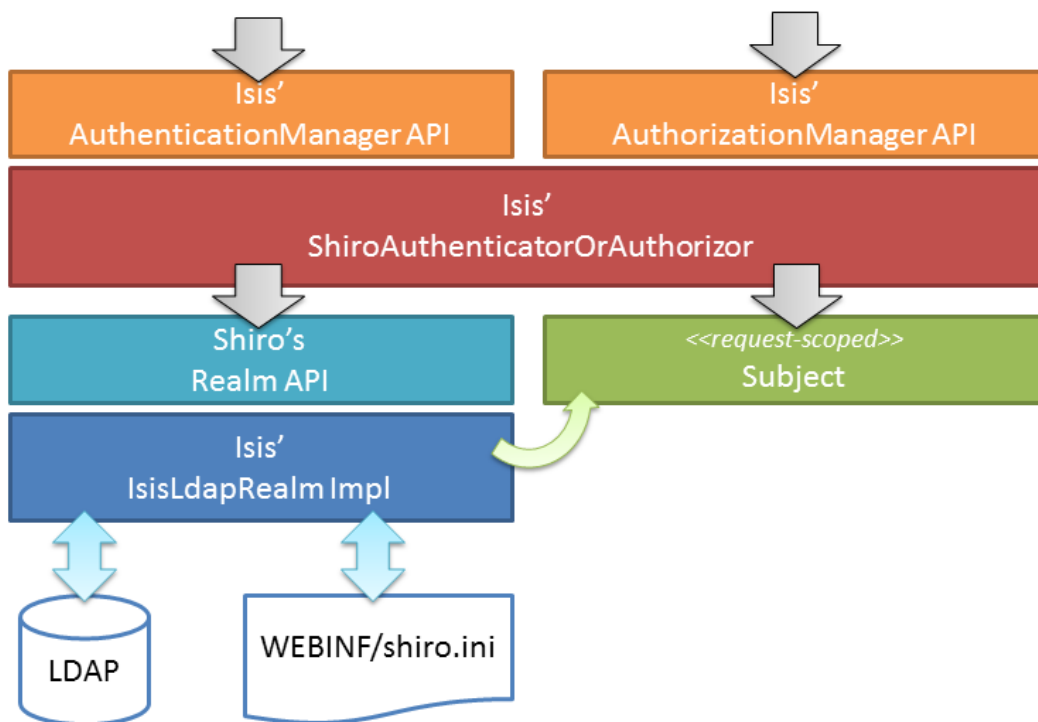 Isis’
AuthenticationManager API
Isis’
AuthorizationManager API
Isis’
ShiroAuthenticatorOrAuthorizor
Shiro’s
Realm API
<<request-scoped>>
Subject
Isis’
IsisLdapRealm Impl
LDAP
WEBINF/shiro.ini